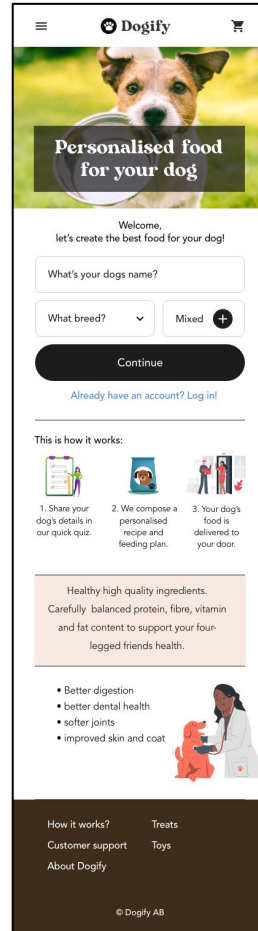 Dogify
Personalised food
for your dog
Welcome,
let's create the best food for your dog!
What's your dogs name?
What breed?
Mixed
Continue
Already have an account? Log in!
This is how it works:
1. Share your
dog's details in
our quick quiz.
2. We compose a
personalised
recipe and
feeding plan.
3. Your dog's
food is
delivered to
your door.
Healthy high quality ingredients.
Carefully balanced protein, fibre, vitamin
and fat content to support your four-
legged friends health.
• Better digestion
• better dental health
• softer joints
• improved skin and coat
How it works?
Customer support
About Dogify
Treats
Toys
© Dogify AB